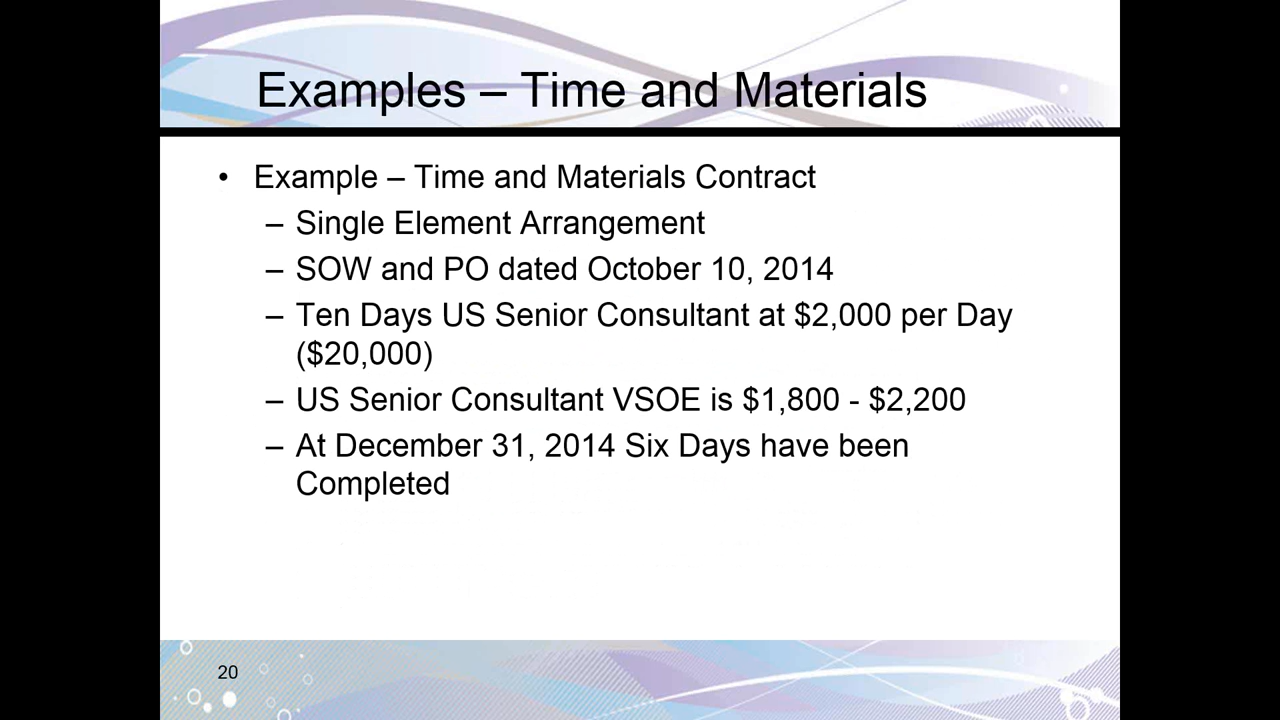 Examples – Time and Materials
• Example – Time and Materials Contract
– Single Element Arrangement
– SOW and PO dated October 10, 2014
– Ten Days US Senior Consultant at $2,000 per Day
($20,000)
– US Senior Consultant VSOE is $1,800 - $2,200
– At December 31, 2014 Six Days have been
Completed
20